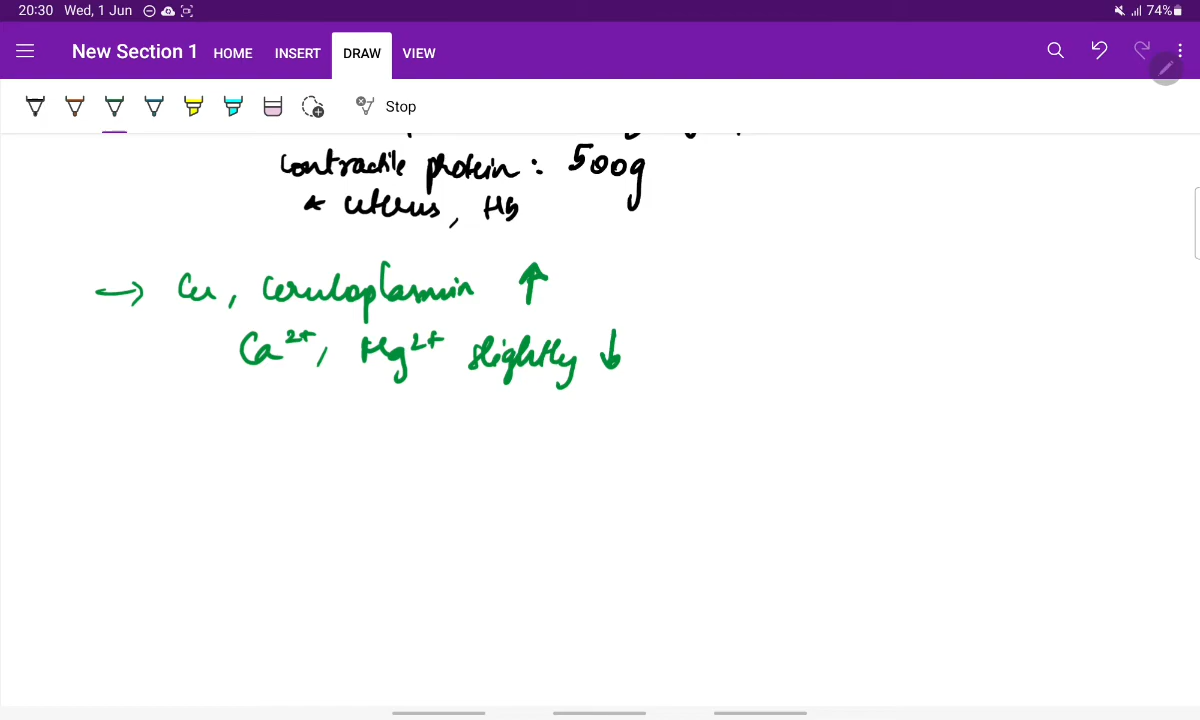 20:30 Wed, 1 Jun 74%
New Section 1 HOME INSERT DRAW VIEW
Stop
contractile protein : 500g
uterus, Hb
→ Cu, Ceruloplasmin ↑
Ca²⁺, Mg²⁺ slightly ↓